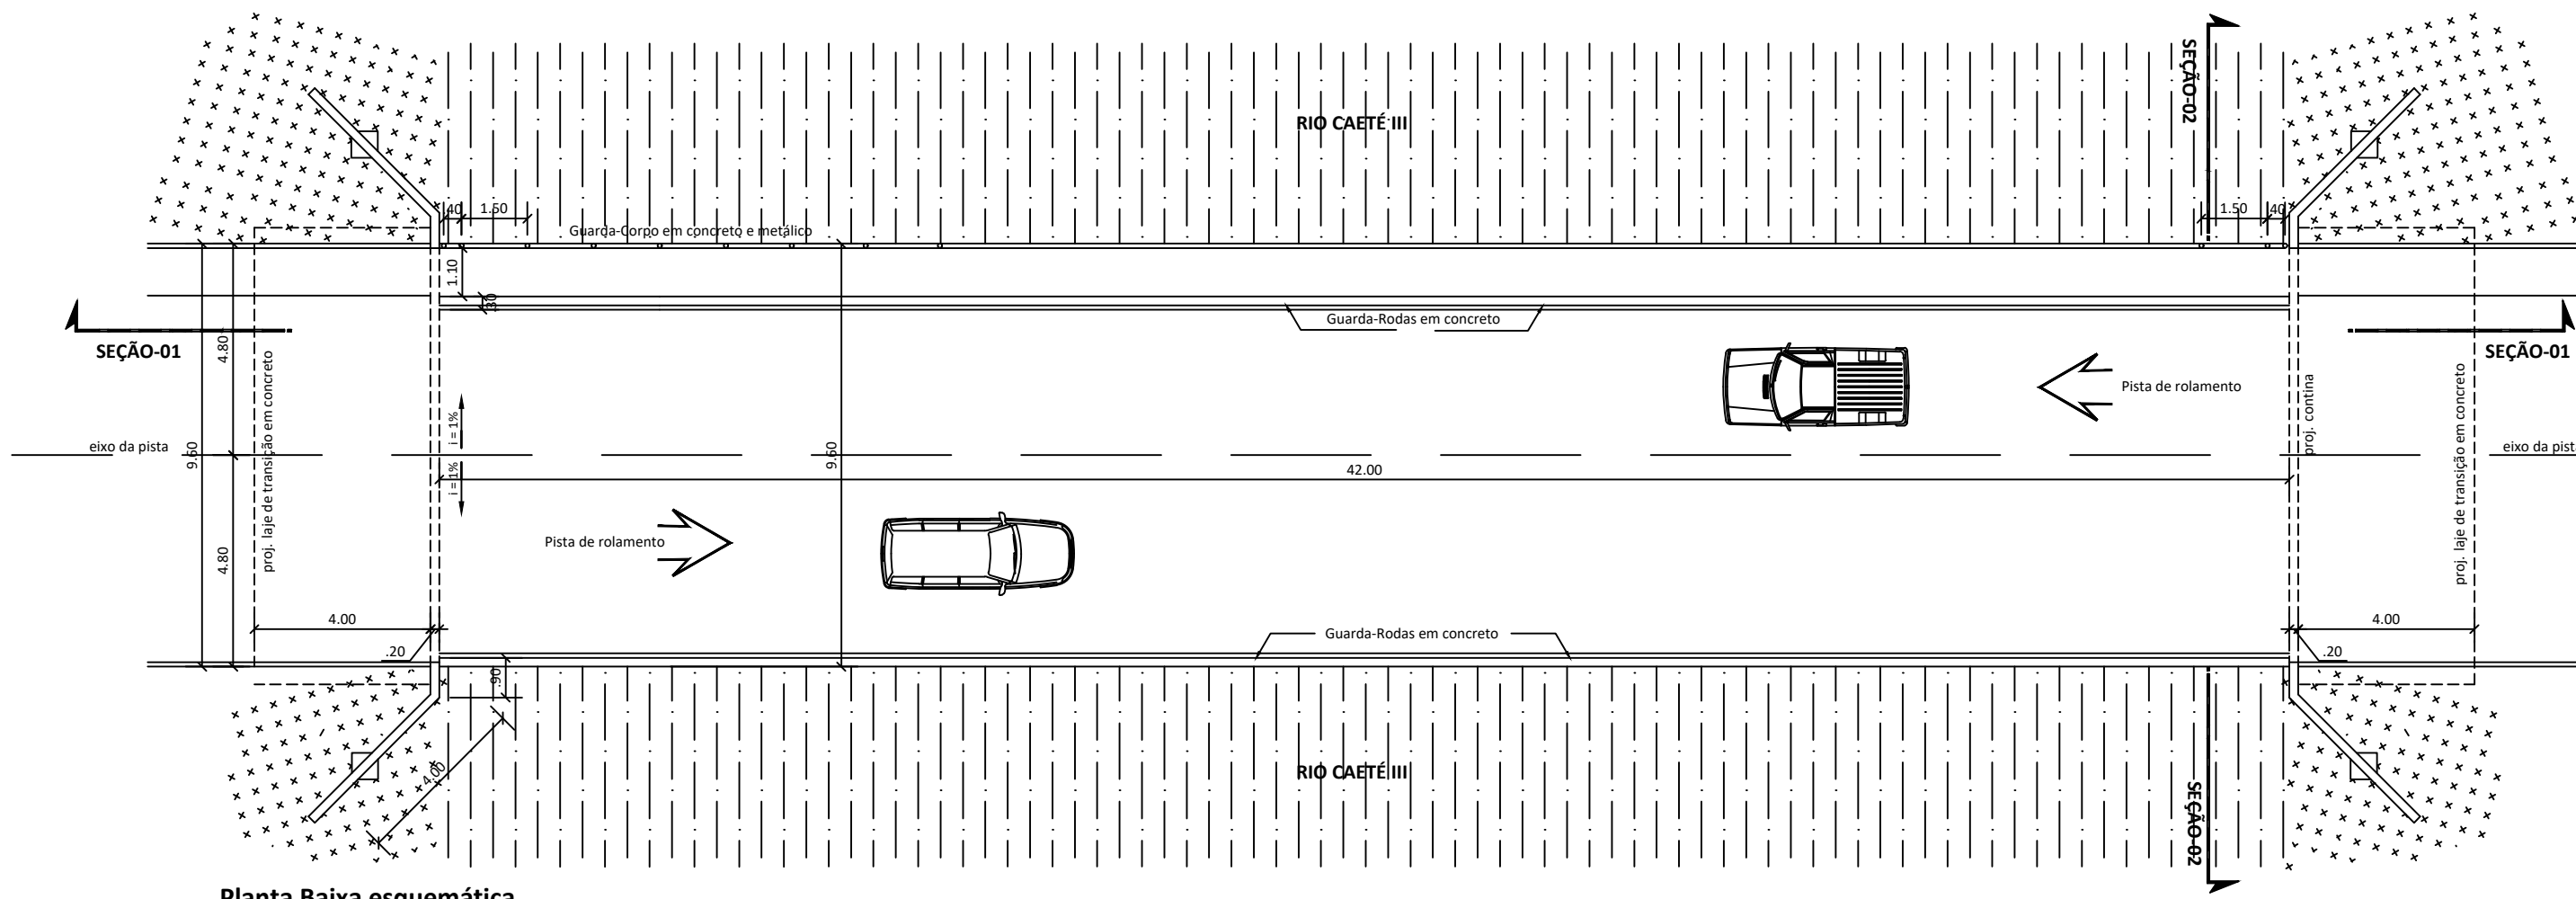 SEÇÃO-02
RIO CAETÉ III
.40
1.50
1.50
.40
Guarda-Corpo em concreto e metálico
1.10
.30
Guarda-Rodas em concreto
SEÇÃO-01
4.80
SEÇÃO-01
proj. laje de transição em concreto
i = 1%
Pista de rolamento
proj. contina
proj. laje de transição em concreto
eixo da pista
9.60
9.60
42.00
eixo da pista
i = 1%
Pista de rolamento
4.80
4.00
.20
Guarda-Rodas em concreto
4.00
.20
.90
4.00
RIO CAETÉ III
SEÇÃO-02
Planta Baixa esquemática